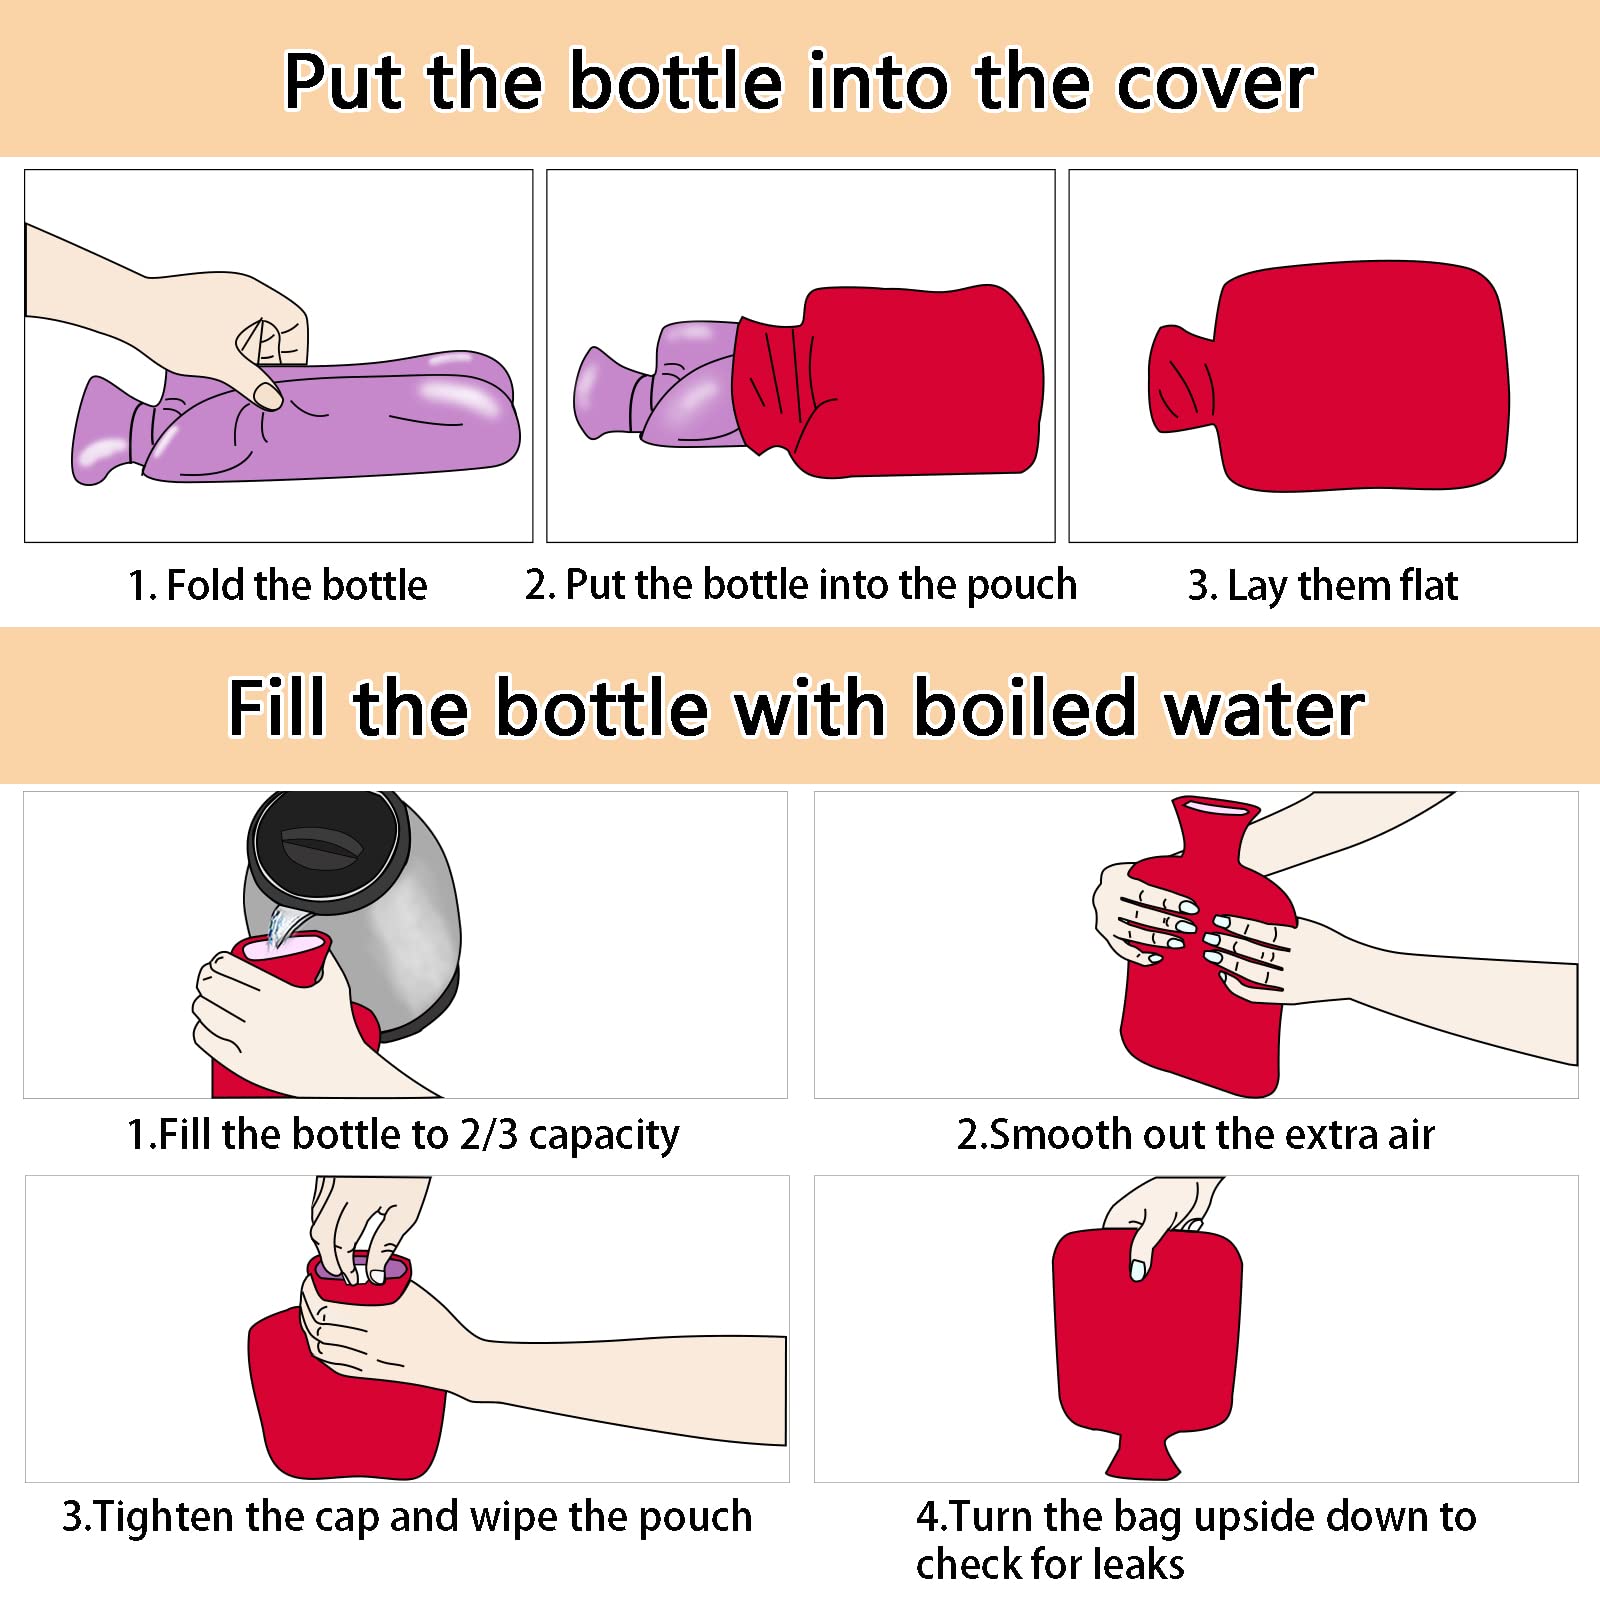 Put the bottle into the cover
1. Fold the bottle
2. Put the bottle into the pouch
3. Lay them flat
Fill the bottle with boiled water
1.Fill the bottle to 2/3 capacity
2.Smooth out the extra air
3.Tighten the cap and wipe the pouch
4.Turn the bag upside down to
check for leaks